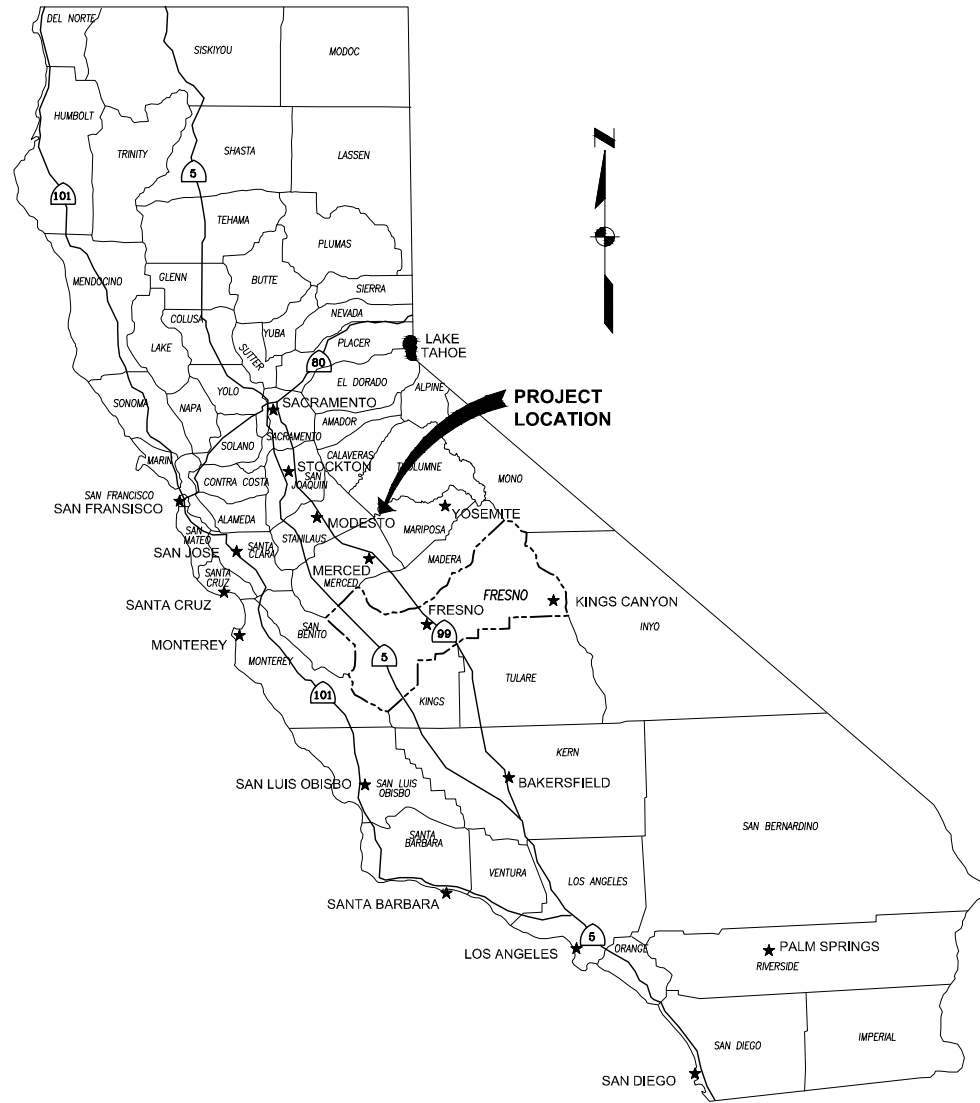 DEL NORTE
SISKIYOU
MODOC
HUMBOLT
TRINITY
SHASTA
LASSEN
5
101
TEHAMA
PLUMAS
N
MENDOCINO
GLENN
BUTTE
SIERRA
COLUSA
NEVADA
YUBA
LAKE
SUTTER
PLACER
80
LAKE
TAHOE
SONOMA
NAPA
YOLO
EL DORADO
ALPINE
SACRAMENTO
PROJECT
LOCATION
AMADOR
SACRAMENTO
SOLANO
MARIN
CALAVERAS
TUOLUMNE
STOCKTON
SAN
JOAQUIN
MONO
CONTRA COSTA
SAN FRANCISCO
SAN FRANSISCO
ALAMEDA
MODESTO
YOSEMITE
MARIPOSA
STANILAUS
SAN
MATEO
SAN JOSE
SANTA
CLARA
MERCED
MERCED
MADERA
SANTA
CRUZ
SANTA CRUZ
FRESNO
KINGS CANYON
FRESNO
99
INYO
SAN
BENITO
MONTEREY
MONTEREY
5
101
KINGS
TULARE
KERN
SAN LUIS OBISBO
SAN LUIS
OBISBO
BAKERSFIELD
SAN BERNARDINO
SANTA
BARBARA
VENTURA
LOS ANGELES
SANTA BARBARA
5
LOS ANGELES
ORANGE
PALM SPRINGS
RIVERSIDE
SAN DIEGO
IMPERIAL
SAN DIEGO